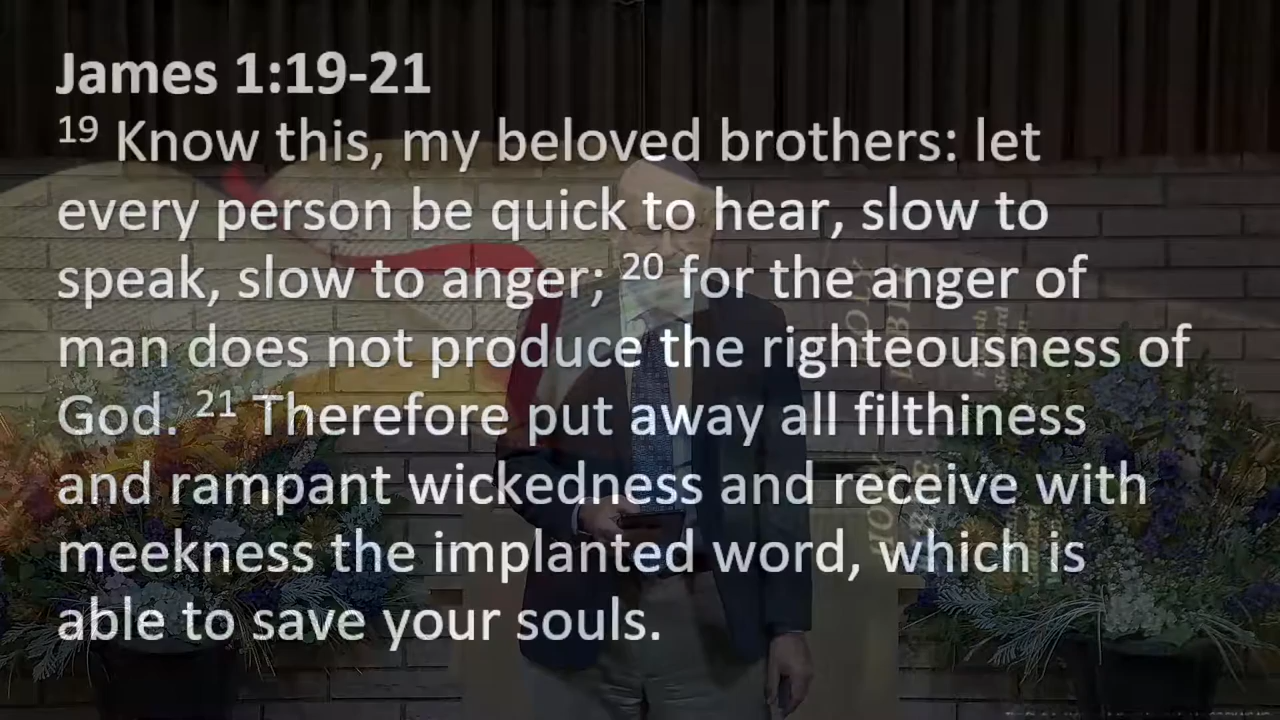 James 1:19-21
19 Know this, my beloved brothers: let
every person be quick to hear, slow to
speak, slow to anger; 20 for the anger of
man does not produce the righteousness of
God. 21 Therefore put away all filthiness
and rampant wickedness and receive with
meekness the implanted word, which is
able to save your souls.
HOLY
BIBLE
HOLY